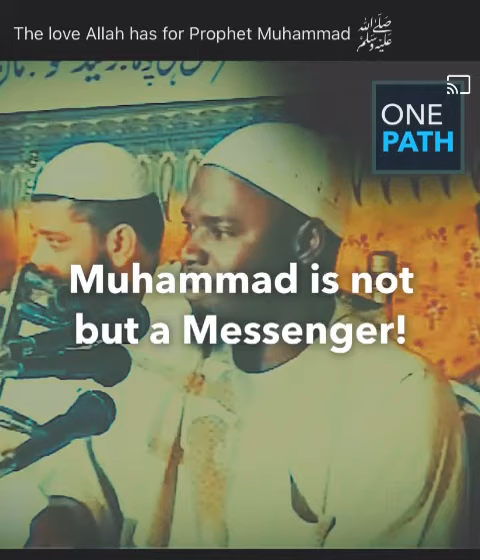 The love Allah has for Prophet Muhammad ﷺ
ONE
PATH
Muhammad is not
but a Messenger!